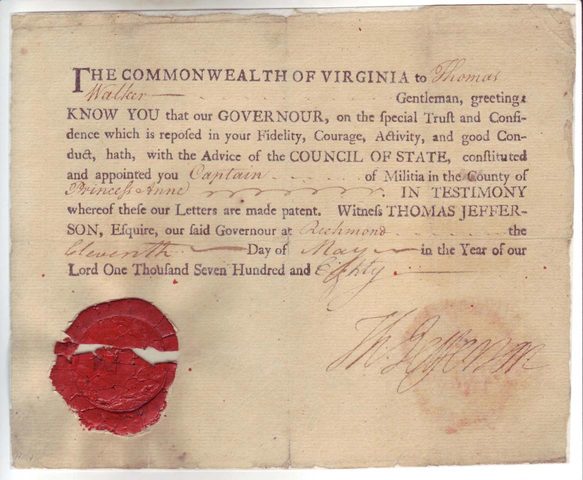 THE COMMONWEALTH OF VIRGINIA to Thomas
Walker Gentleman, greeting:
KNOW YOU that our GOVERNOUR, on the special Trust and Confi-
dence which is reposed in your Fidelity, Courage, Activity, and good Con-
duct, hath, with the Advice of the COUNCIL OF STATE, constituted
and appointed you Captain of Militia in the County of
Princess Anne IN TESTIMONY
whereof these our Letters are made patent. Witness THOMAS JEFFER-
SON, Esquire, our said Governour at Richmond the
Eleventh Day of May in the Year of our
Lord One Thousand Seven Hundred and Eighty
Th. Jefferson